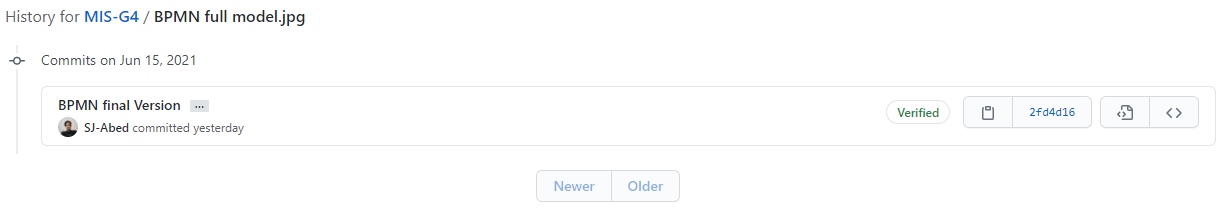 History for MIS-G4 / BPMN full model.jpg
Commits on Jun 15, 2021
BPMN final Version ...
SJ-Abed committed yesterday
Verified
2fd4d16
Newer Older